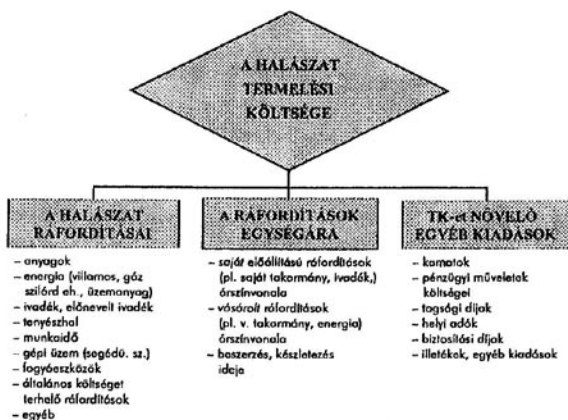 A HALÁSZAT
TERMELÉSI
KÖLTSÉGE
A HALÁSZAT
RÁFORDÍTÁSAI
– anyagok
– energia (villamos, gőz
szilárd eh., üzemanyag)
– ivadék, előnevelt ivadék
– tenyészhal
– munkaidő
– gépi üzem (segédü. sz.)
– fogyóeszközök
– általános költséget
terhelő ráfordítások
– egyéb
A RÁFORDÍTÁSOK
EGYSÉGÁRA
– saját előállítású ráfordítások
(pl. saját takarmány, ivadék,)
árszínvonala
– vásárolt ráfordítások
(pl. v. takarmány, energia)
árszínvonala
– beszerzés, készletezés
ideje
TK-et NÖVELŐ
EGYÉB KIADÁSOK
– kamatok
– pénzügyi műveletek
költségei
– tagsági díjak
– helyi adók
– biztosítási díjak
– illetékek, egyéb kiadások